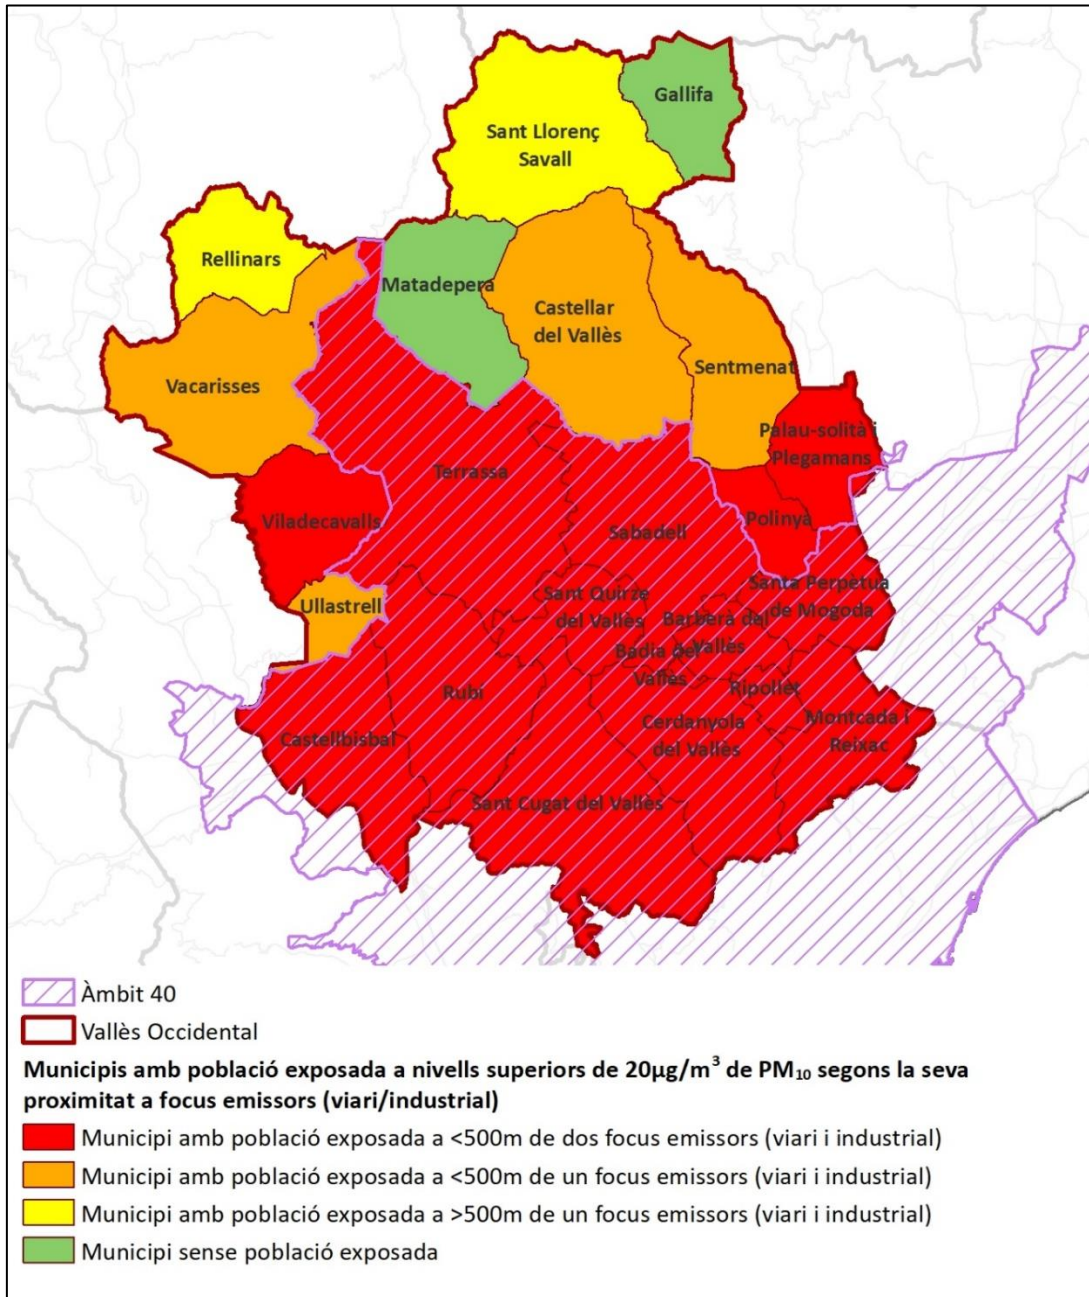 Gallifa
Sant Llorenç
Savall
Rellinars
Matadepera
Castellar
del Vallès
Sentmenat
Vacarisses
Palau-solità i
Plegamans
Terrassa
Viladecavalls
Polinyà
Sabadell
Ullastrell
Sant Quirze
del Vallès
Santa Perpètua
de Mogoda
Barberà del
Vallès
Badia del
Vallès
Rubí
Ripollet
Castellbisbal
Cerdanyola
del Vallès
Montcada i
Reixac
Sant Cugat del Vallès
Àmbit 40
Vallès Occidental
Municipis amb població exposada a nivells superiors de 20µg/m³ de PM₁₀ segons la seva
proximitat a focus emissors (viari/industrial)
Municipi amb població exposada a <500m de dos focus emissors (viari i industrial)
Municipi amb població exposada a <500m de un focus emissors (viari i industrial)
Municipi amb població exposada a >500m de un focus emissors (viari i industrial)
Municipi sense població exposada